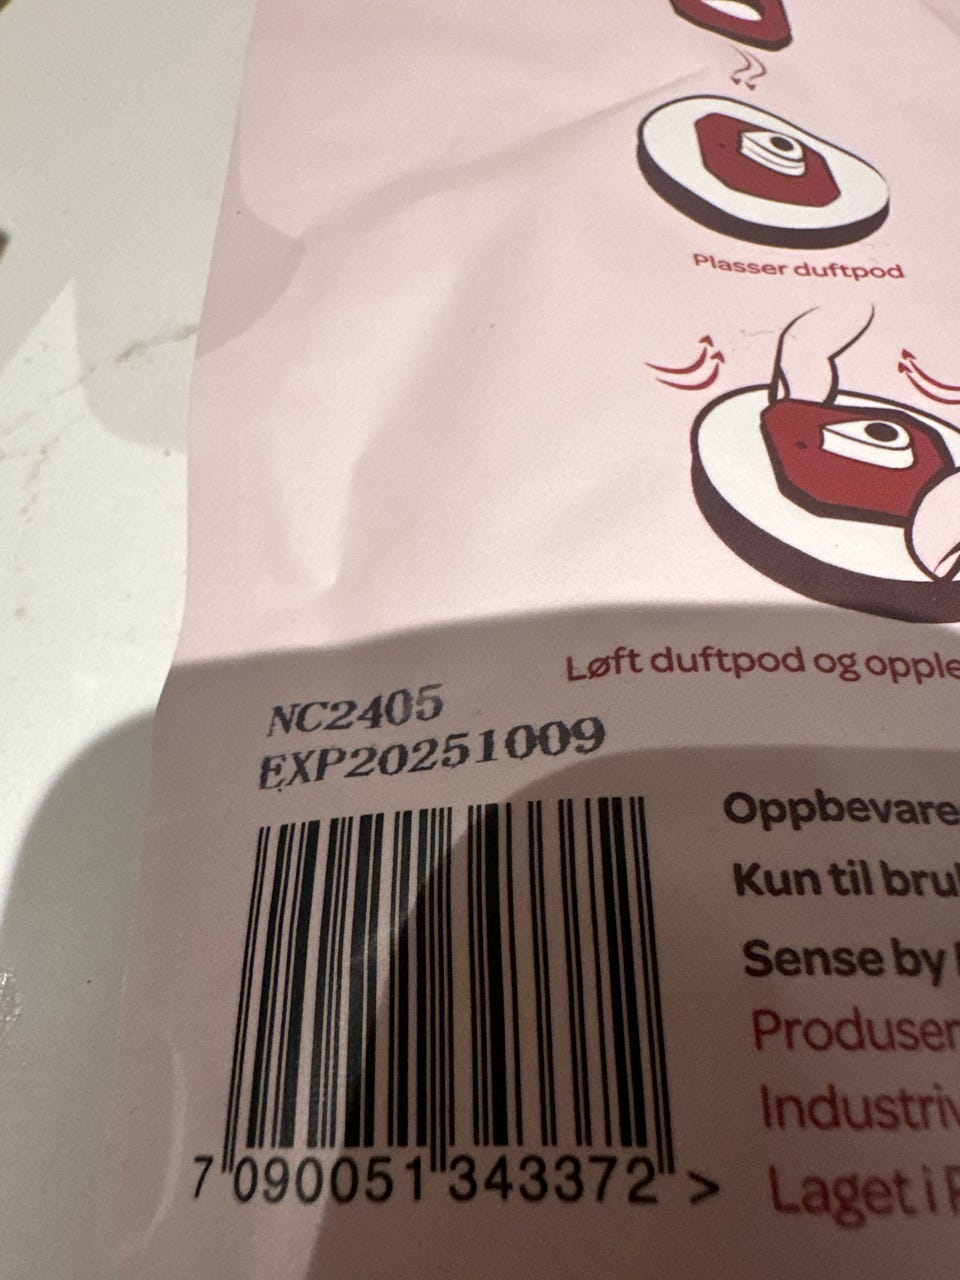 Plasser duftpod
Løft duftpod og opple
NC2405
EXP20251009
Oppbevare
Kun til bru
Sense by
Produser
Industriv
Laget i
7 090051 343372 >